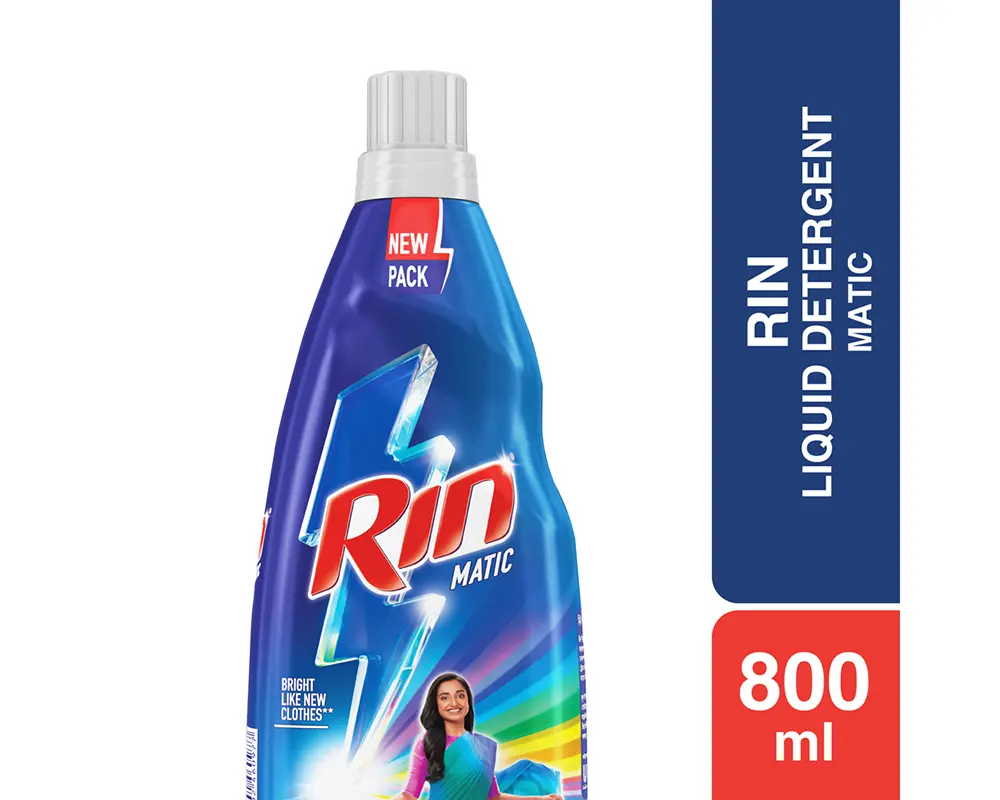 NEW
PACK
Rin
MATIC
BRIGHT
LIKE NEW
CLOTHES**
RIN
LIQUID DETERGENT
MATIC
800
ml